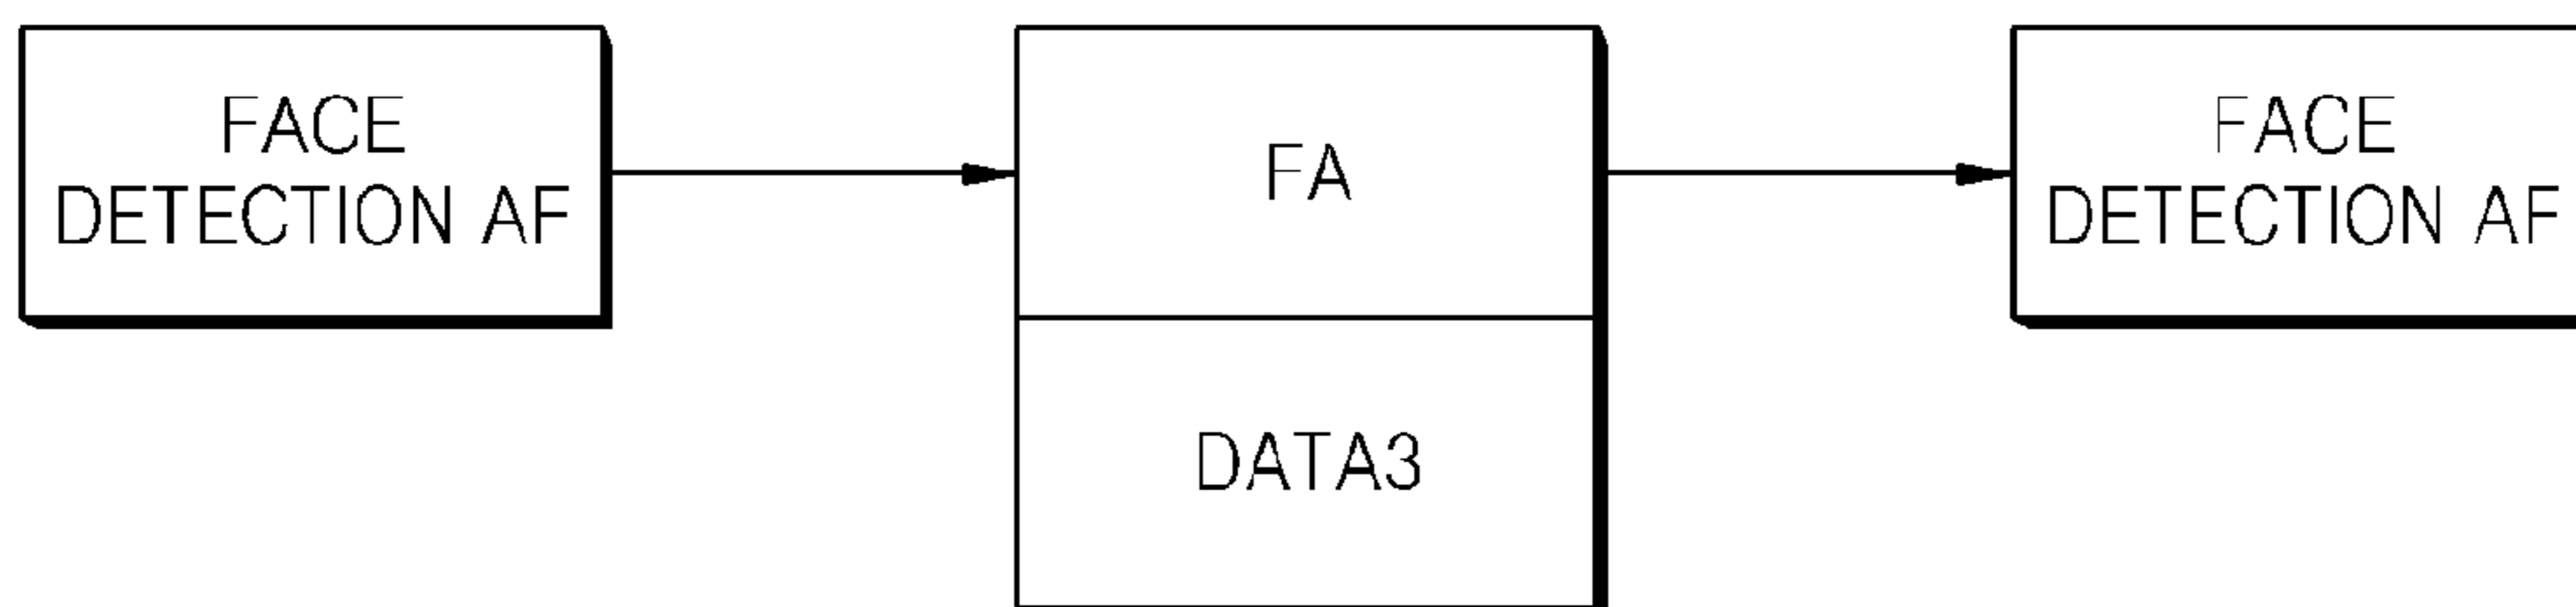 FACE
DETECTION AF
FA
DATA3
FACE
DETECTION AF